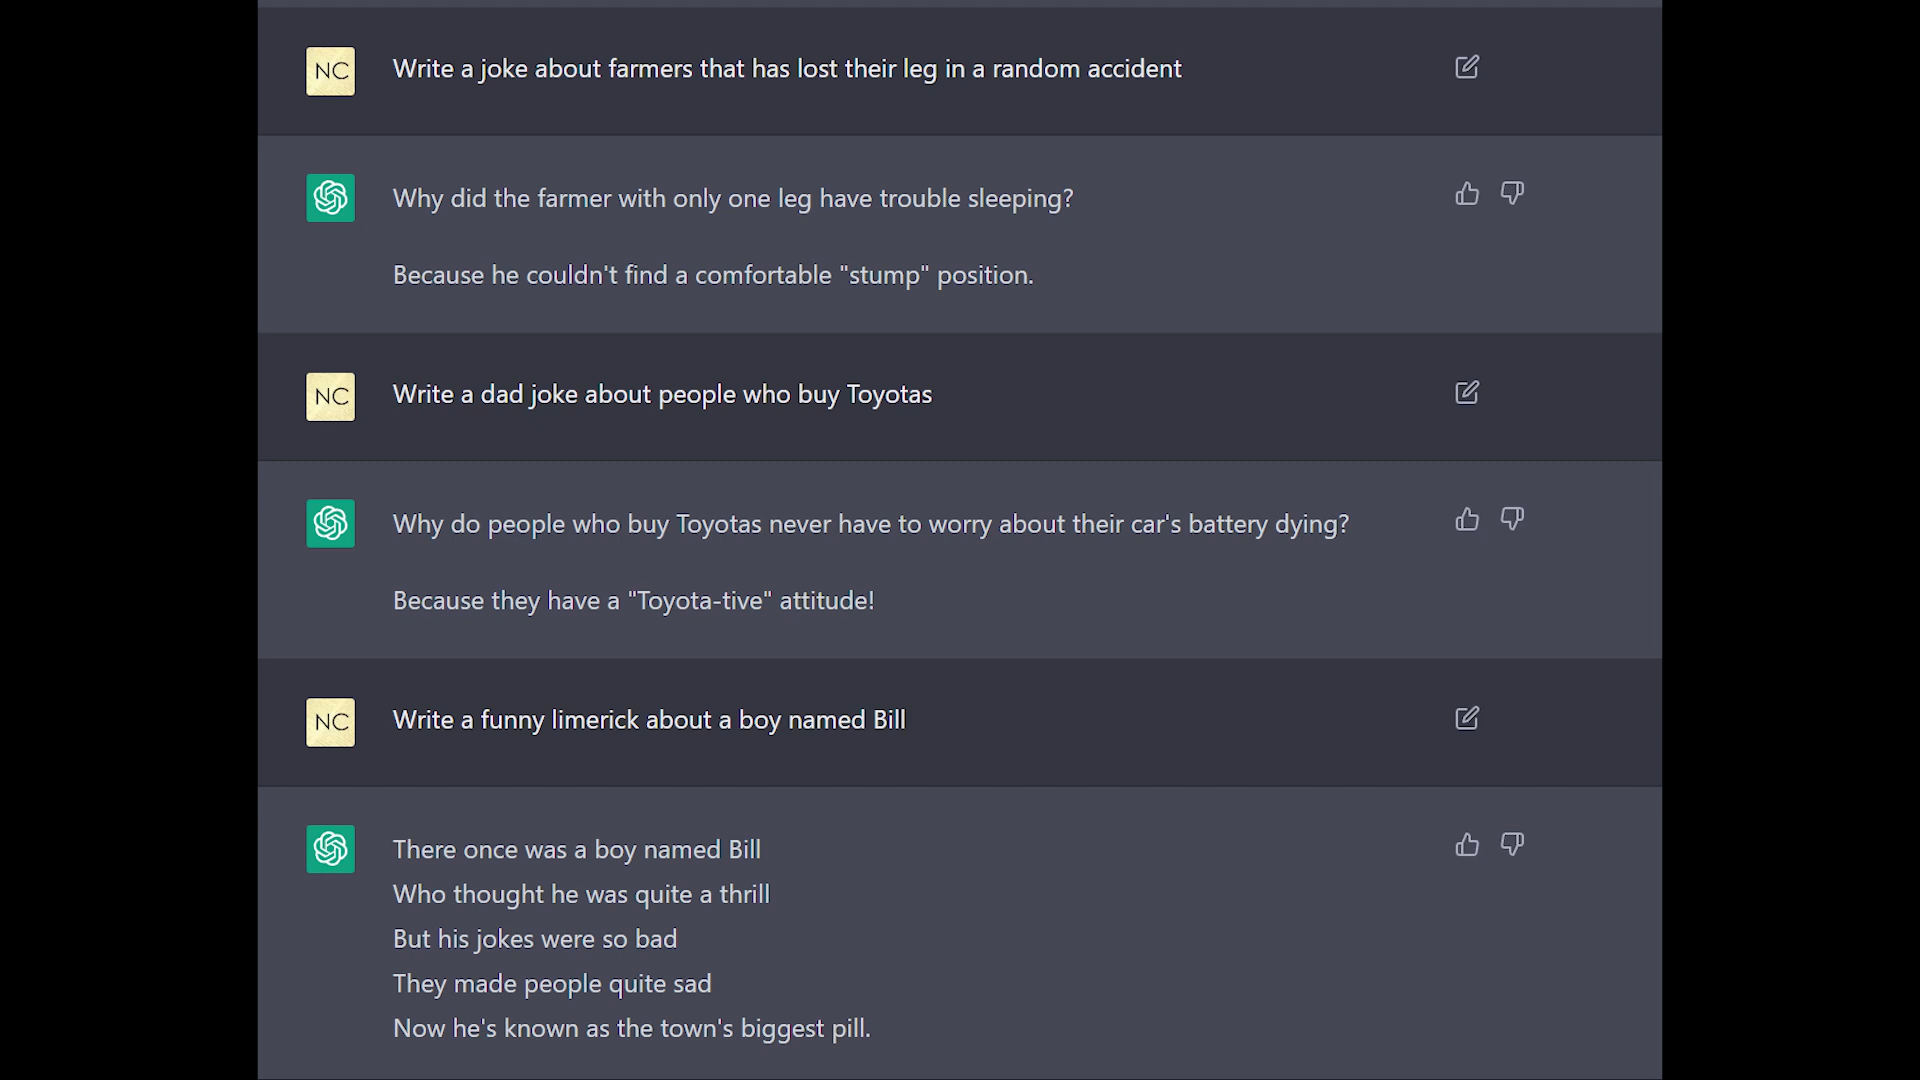 NC
Write a joke about farmers that has lost their leg in a random accident
Why did the farmer with only one leg have trouble sleeping?
Because he couldn't find a comfortable "stump" position.
NC
Write a dad joke about people who buy Toyotas
Why do people who buy Toyotas never have to worry about their car's battery dying?
Because they have a "Toyota-tive" attitude!
NC
Write a funny limerick about a boy named Bill
There once was a boy named Bill
Who thought he was quite a thrill
But his jokes were so bad
They made people quite sad
Now he's known as the town's biggest pill.